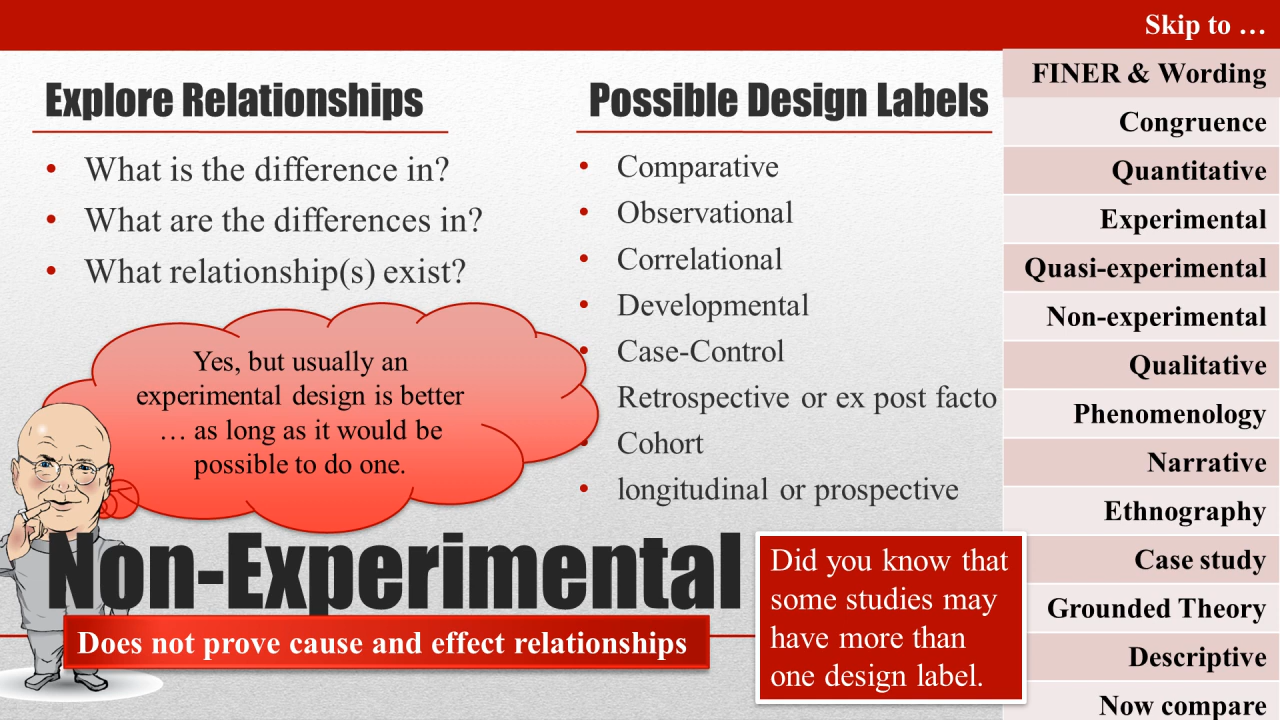 Skip to …
Explore Relationships
What is the difference in?
What are the differences in?
What relationship(s) exist?
Yes, but usually an
experimental design is better
… as long as it would be
possible to do one.
Possible Design Labels
Comparative
Observational
Correlational
Developmental
Case-Control
Retrospective or ex post facto
Cohort
longitudinal or prospective
Non-Experimental
Does not prove cause and effect relationships
Did you know that
some studies may
have more than
one design label.
FINER & Wording
Congruence
Quantitative
Experimental
Quasi-experimental
Non-experimental
Qualitative
Phenomenology
Narrative
Ethnography
Case study
Grounded Theory
Descriptive
Now compare